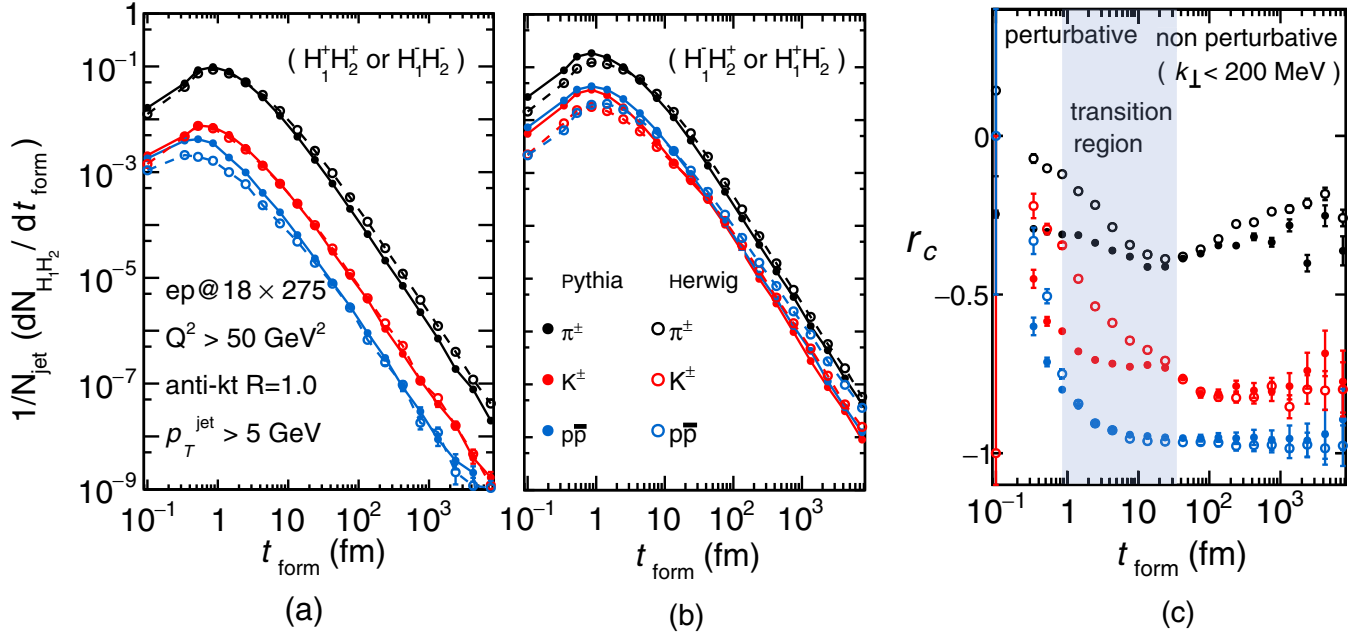 1/N_jet (dN_H₁H₂ / dt_form)
1
10⁻¹
10⁻³
10⁻⁵
10⁻⁷
10⁻⁹
( H₁⁺H₂⁺ or H₁⁻H₂⁻ )
ep@18 × 275
Q² > 50 GeV²
anti-kt R=1.0
p_T^jet > 5 GeV
10⁻¹ 1 10 10² 10³
t_form (fm)
(a)
( H₁⁻H₂⁺ or H₁⁺H₂⁻ )
Pythia Herwig
π± π±
K± K±
pp̅ pp̅
10⁻¹ 1 10 10² 10³
t_form (fm)
(b)
r_c
0
−0.5
−1
perturbative
non perturbative
( k⊥ < 200 MeV)
transition
region
10⁻¹ 1 10 10² 10³
t_form (fm)
(c)